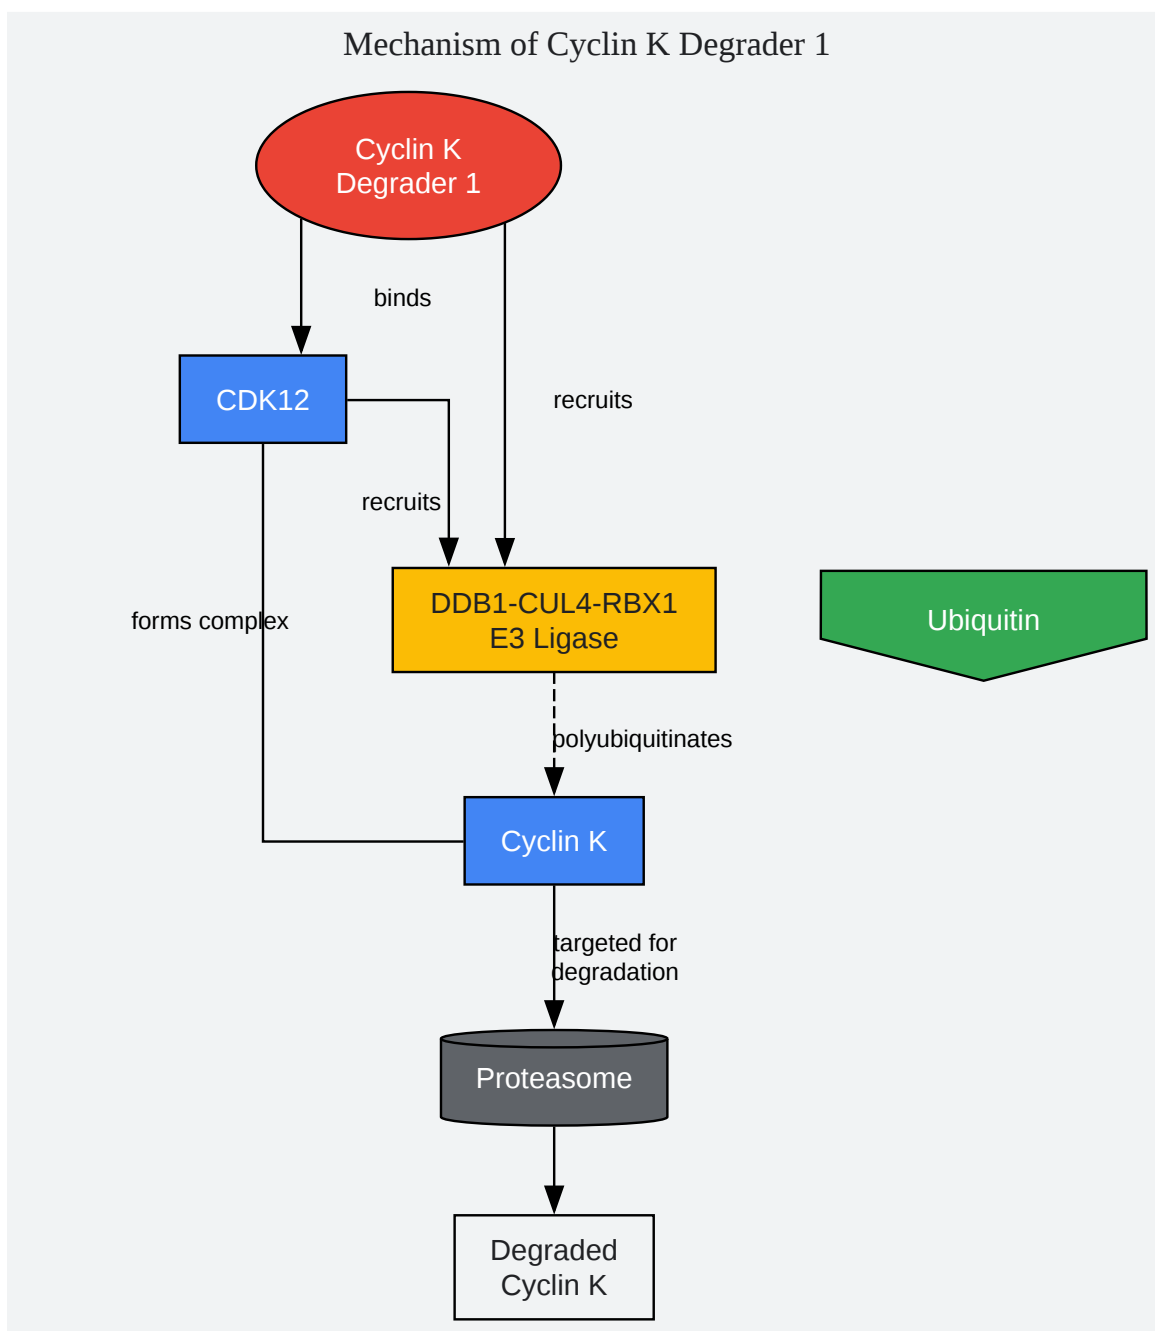 Mechanism of Cyclin K Degrader 1
Cyclin K
Degrader 1
binds
CDK12
recruits
recruits
forms complex
DDB1-CUL4-RBX1
E3 Ligase
Ubiquitin
polyubiquitinates
Cyclin K
targeted for
degradation
Proteasome
Degraded
Cyclin K